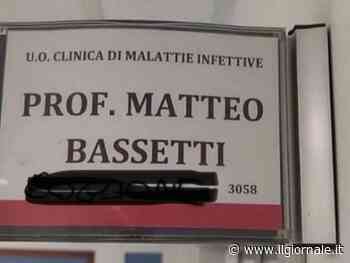 U.O. CLINICA DI MALATTIE INFETTIVE
PROF. MATTEO
BASSETTI
3058
www.ilgiornale.it